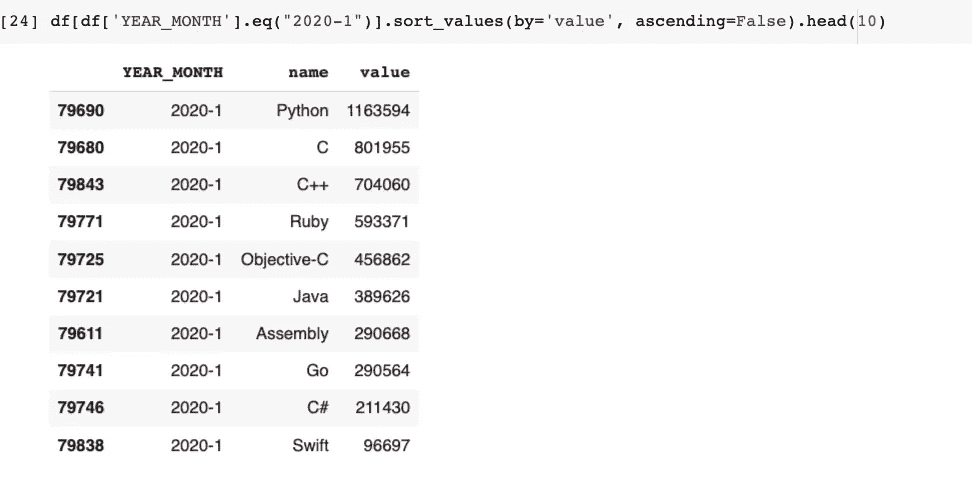 [24] df[df['YEAR_MONTH'].eq("2020-1")].sort_values(by='value', ascending=False).head(10)
YEAR_MONTH name value
79690 2020-1 Python 1163594
79680 2020-1 C 801955
79843 2020-1 C++ 704060
79771 2020-1 Ruby 593371
79725 2020-1 Objective-C 456862
79721 2020-1 Java 389626
79611 2020-1 Assembly 290668
79741 2020-1 Go 290564
79746 2020-1 C# 211430
79838 2020-1 Swift 96697